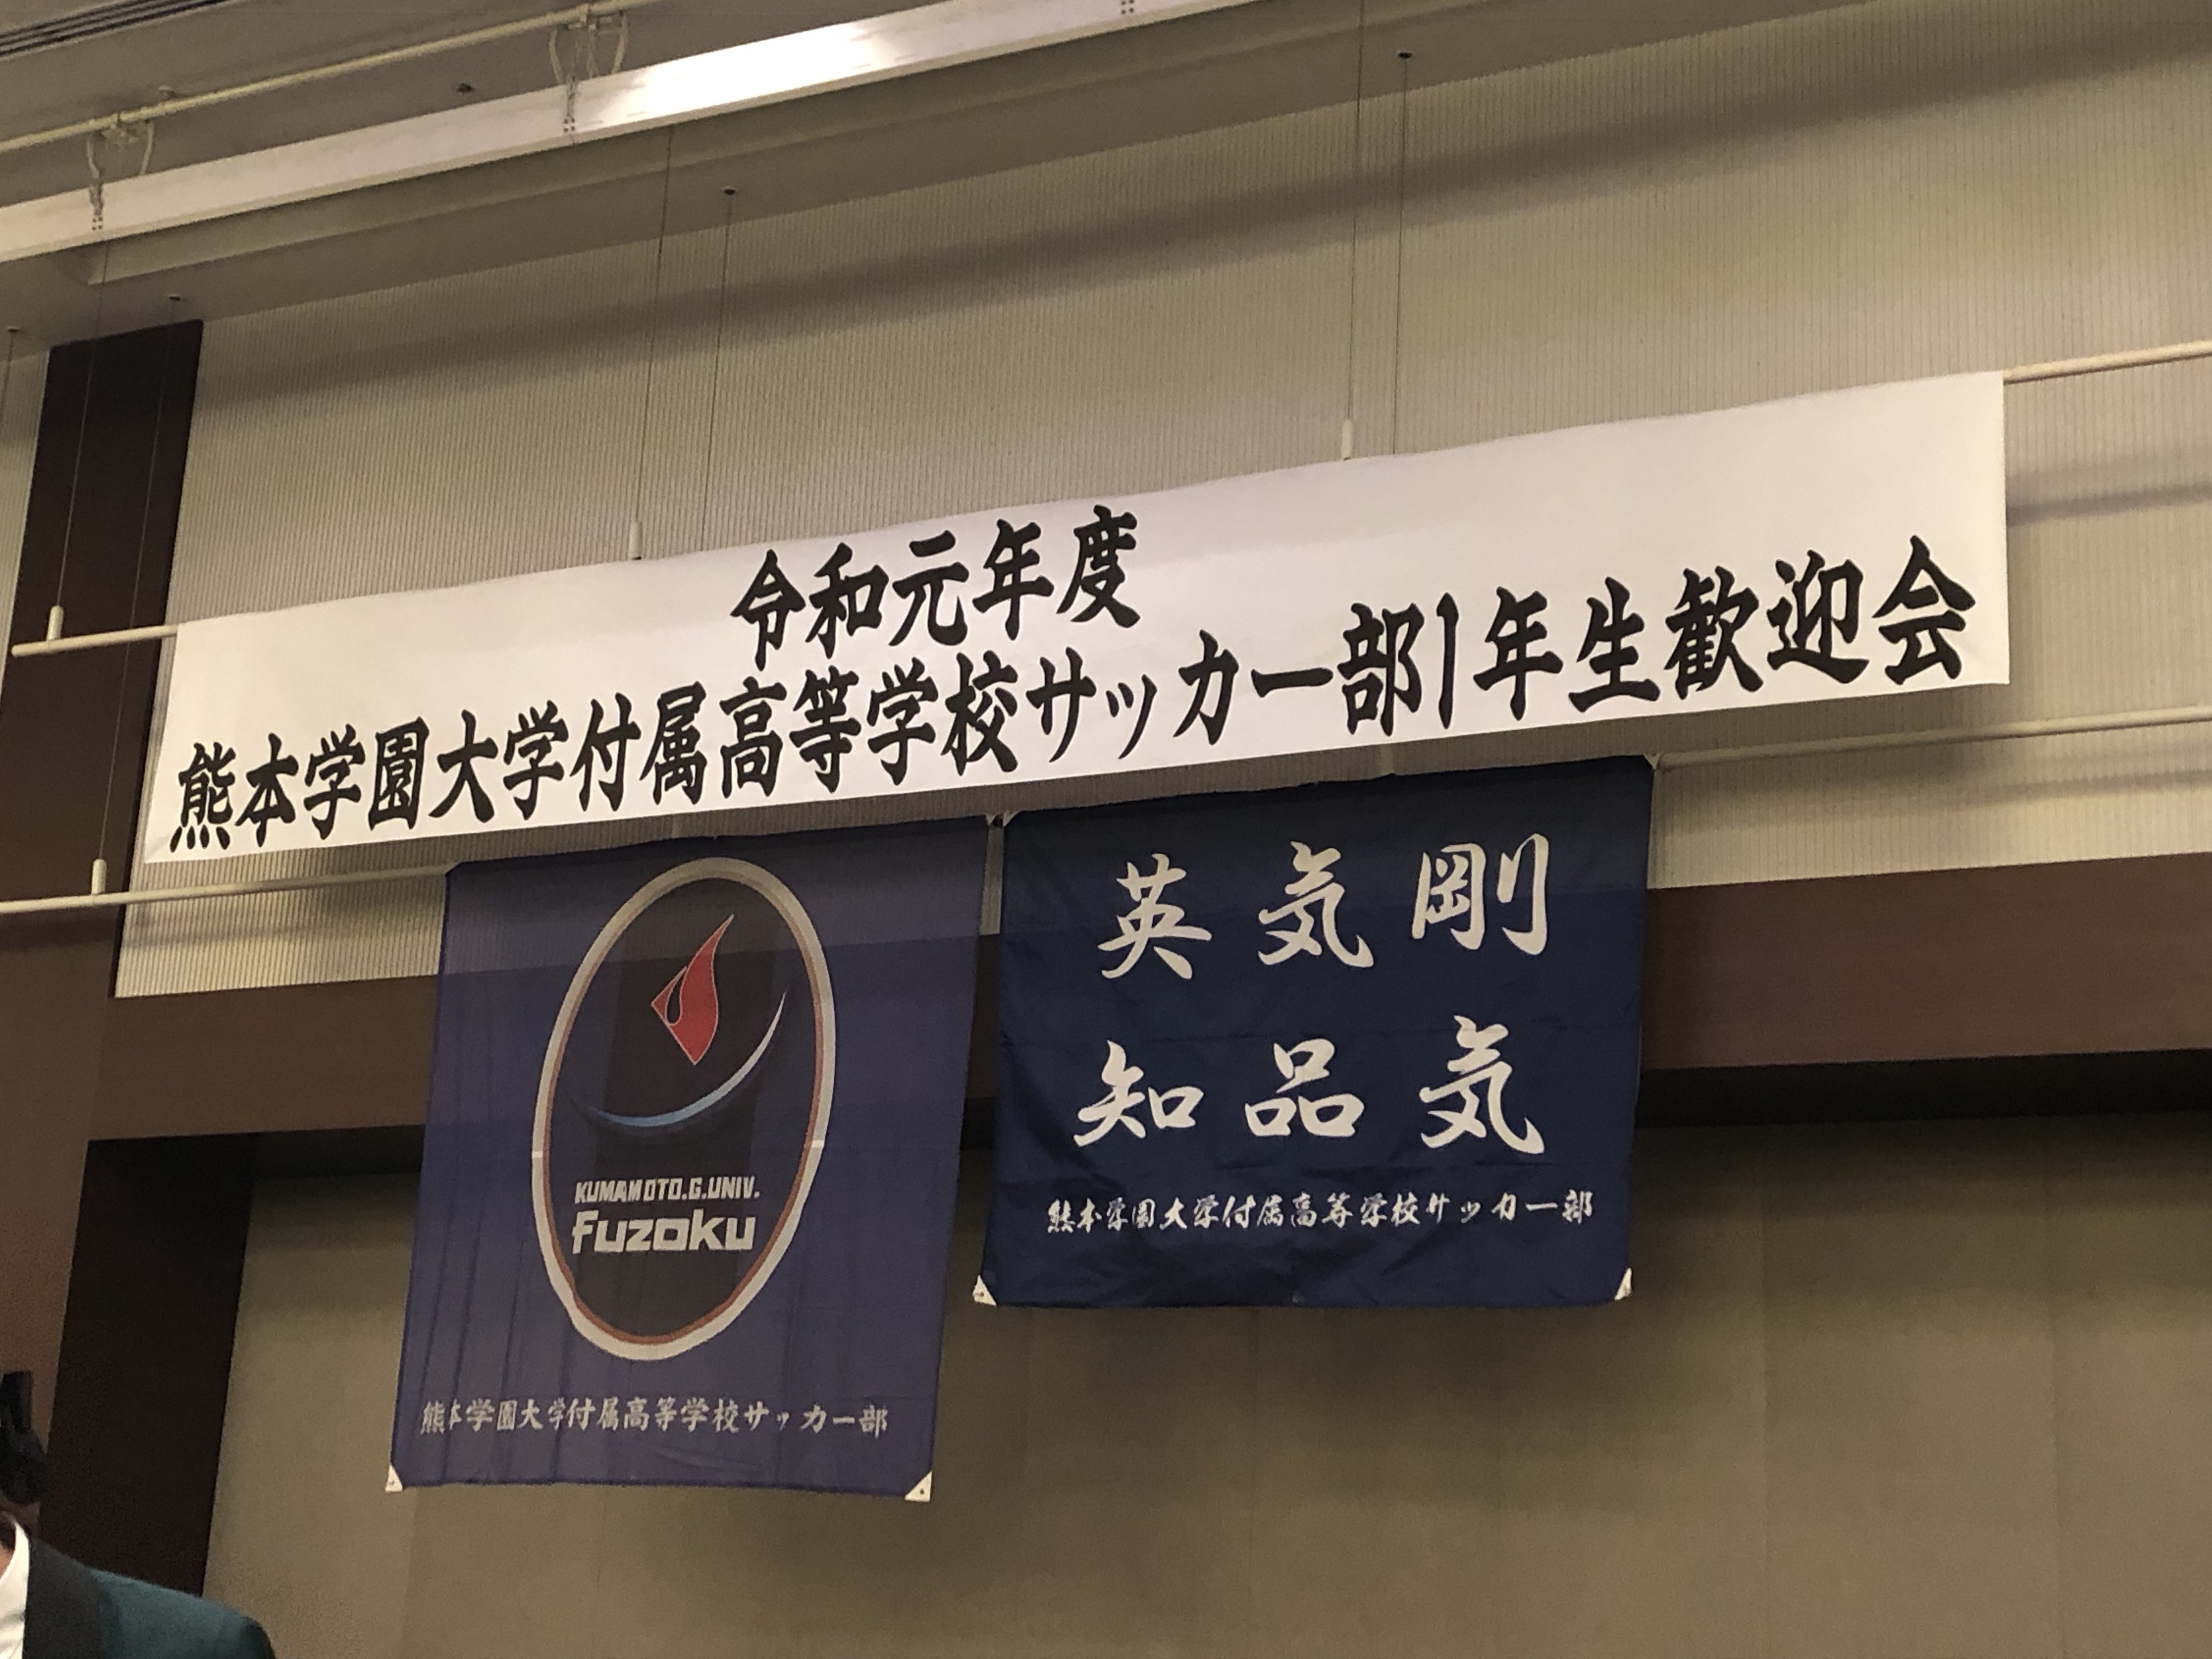 令和元年度
熊本学園大学付属高等学校サッカー部1年生歓迎会
KUMAMOTO.G.UNIV.
Fuzoku
熊本学園大学付属高等学校サッカー部
英気剛
知品気
熊本学園大学付属高等学校サッカー部